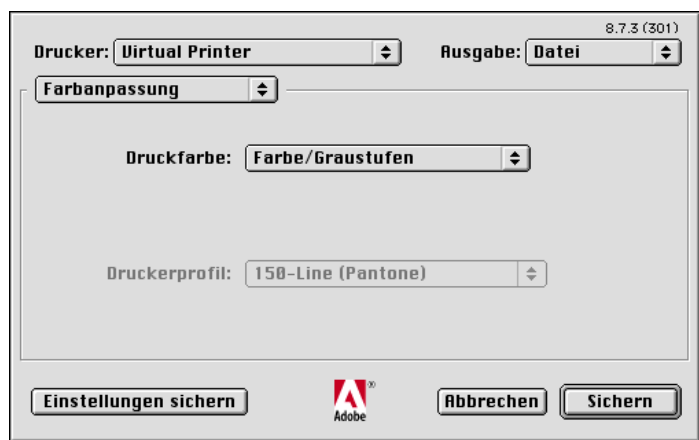 8.7.3 (301)
Drucker: Virtual Printer Ausgabe: Datei
Farbanpassung
Druckfarbe: Farbe/Graustufen
Druckerprofil: 150-Line (Pantone)
Einstellungen sichern Adobe® Abbrechen Sichern